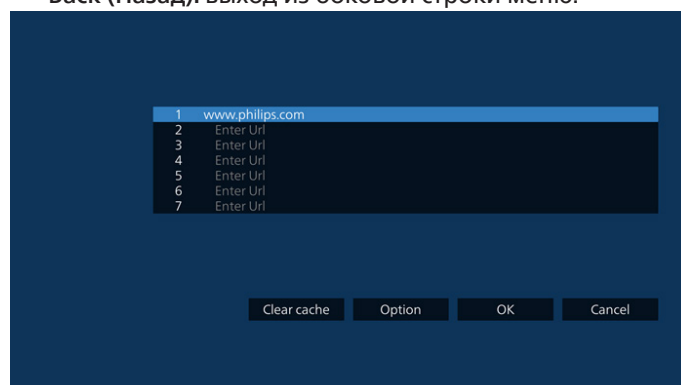 Back (Назад): выход из боковой строки меню.
1 www.philips.com
2 Enter Url
3 Enter Url
4 Enter Url
5 Enter Url
6 Enter Url
7 Enter Url
Clear cache Option OK Cancel